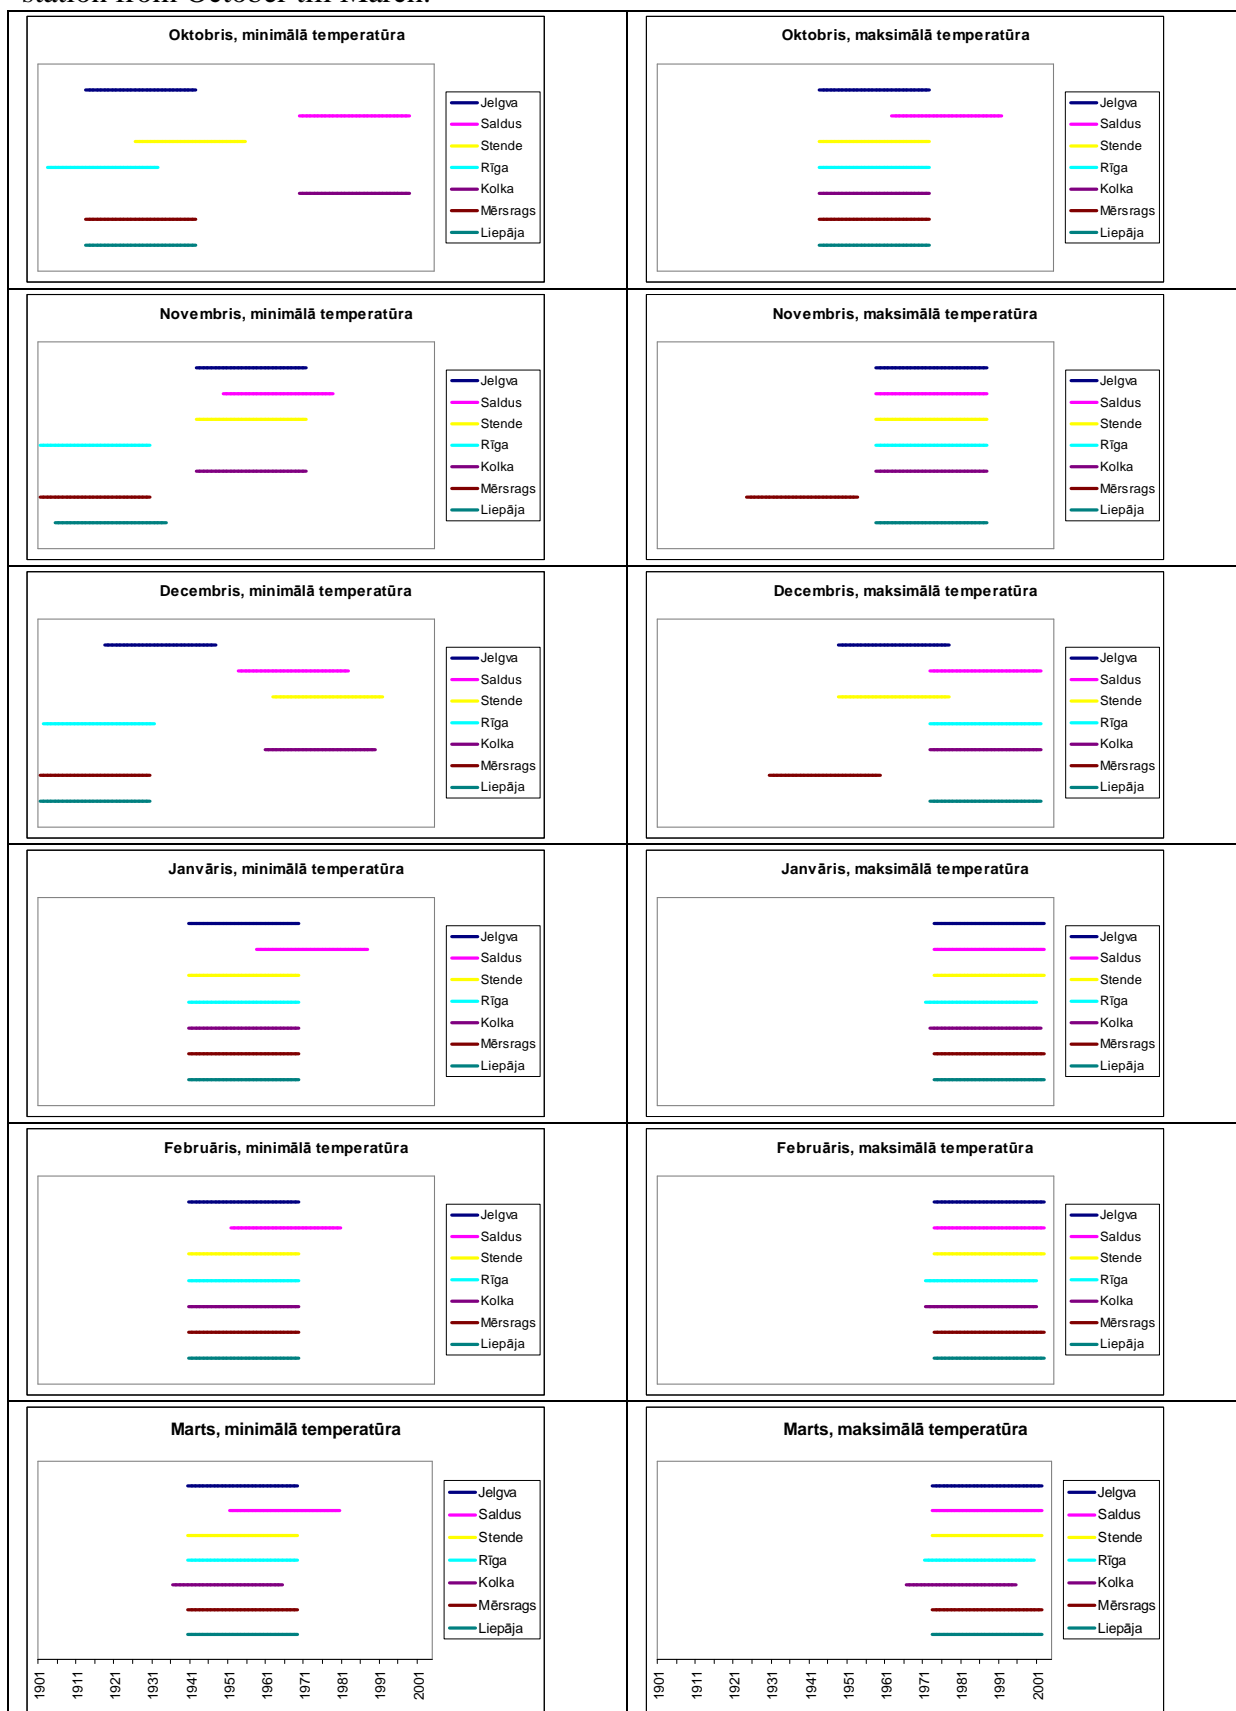 station from October till March.
Oktobris, minimālā temperatūra
Jelgva
Saldus
Stende
Rīga
Kolka
Mērsrags
Liepāja
Oktobris, maksimālā temperatūra
Jelgva
Saldus
Stende
Rīga
Kolka
Mērsrags
Liepāja
Novembris, minimālā temperatūra
Jelgva
Saldus
Stende
Rīga
Kolka
Mērsrags
Liepāja
Novembris, maksimālā temperatūra
Jelgva
Saldus
Stende
Rīga
Kolka
Mērsrags
Liepāja
Decembris, minimālā temperatūra
Jelgva
Saldus
Stende
Rīga
Kolka
Mērsrags
Liepāja
Decembris, maksimālā temperatūra
Jelgva
Saldus
Stende
Rīga
Kolka
Mērsrags
Liepāja
Janvāris, minimālā temperatūra
Jelgva
Saldus
Stende
Rīga
Kolka
Mērsrags
Liepāja
Janvāris, maksimālā temperatūra
Jelgva
Saldus
Stende
Rīga
Kolka
Mērsrags
Liepāja
Februāris, minimālā temperatūra
Jelgva
Saldus
Stende
Rīga
Kolka
Mērsrags
Liepāja
Februāris, maksimālā temperatūra
Jelgva
Saldus
Stende
Rīga
Kolka
Mērsrags
Liepāja
Marts, minimālā temperatūra
Jelgva
Saldus
Stende
Rīga
Kolka
Mērsrags
Liepāja
1901 1911 1921 1931 1941 1951 1961 1971 1981 1991 2001
Marts, maksimālā temperatūra
Jelgva
Saldus
Stende
Rīga
Kolka
Mērsrags
Liepāja
1901 1911 1921 1931 1941 1951 1961 1971 1981 1991 2001